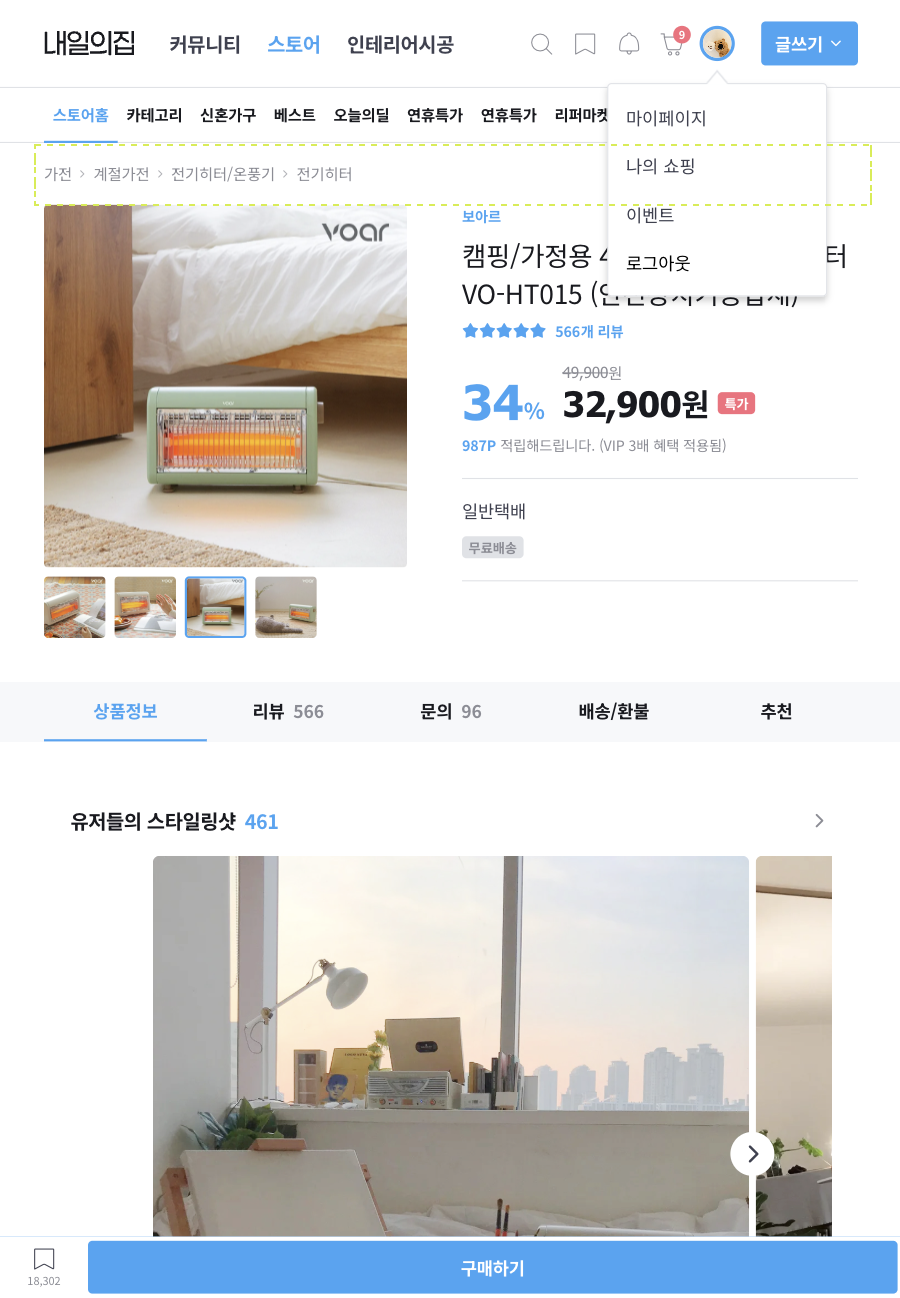 내일의집 커뮤니티 스토어 인테리어시공 9 글쓰기
스토어홈 카테고리 신혼가구 베스트 오늘의딜 연휴특가 연휴특가 리퍼마켓
마이페이지
나의 쇼핑
이벤트
로그아웃
가전 > 계절가전 > 전기히터/온풍기 > 전기히터
voar
보아르
캠핑/가정용 4 터
VO-HT015
566개 리뷰
49,900원
34% 32,900원 특가
987P 적립해드립니다. (VIP 3배 혜택 적용됨)
일반택배
무료배송
상품정보 리뷰 566 문의 96 배송/환불 추천
유저들의 스타일링샷 461
18,302
구매하기